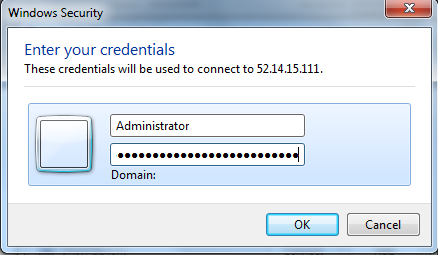 Windows Security
Enter your credentials
These credentials will be used to connect to 52.14.15.111.
Administrator
●●●●●●●●●●●●●●●●●●●●●●●●●●
Domain:
OK
Cancel